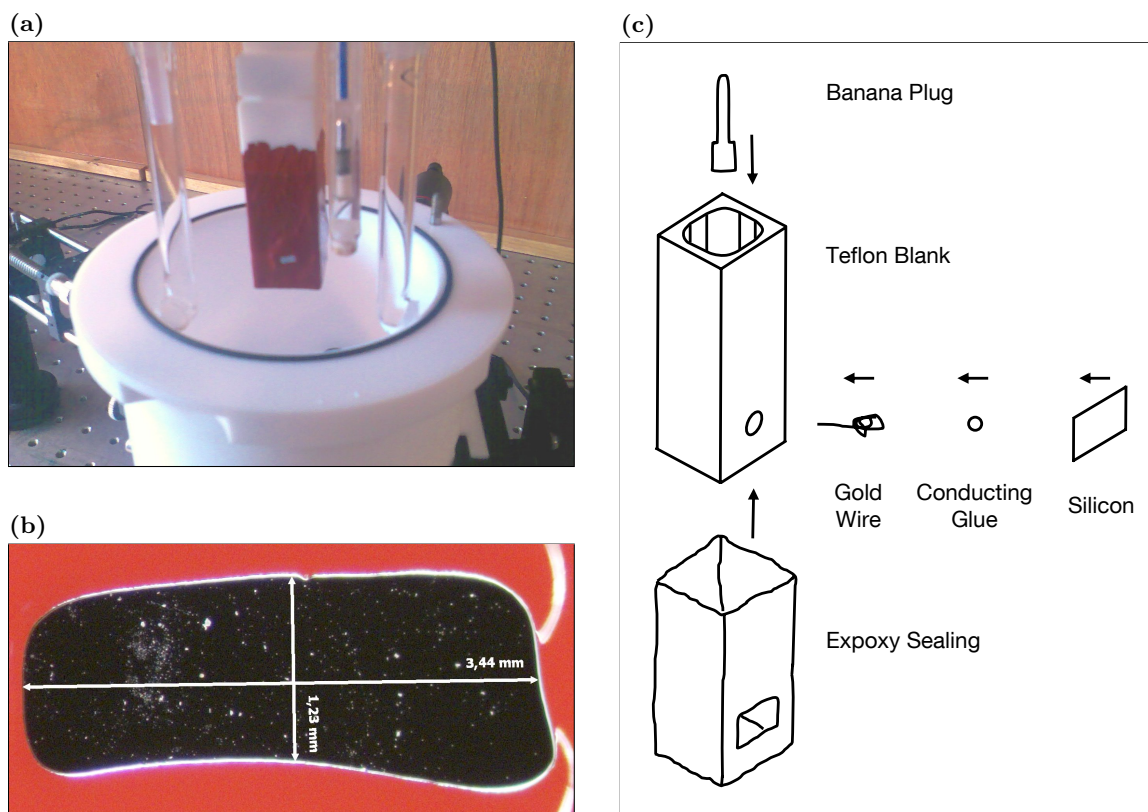 (a)
(b)
3,44 mm
1,23 mm
(c)
Banana Plug
Teflon Blank
Gold
Wire
Conducting
Glue
Silicon
Expoxy Sealing